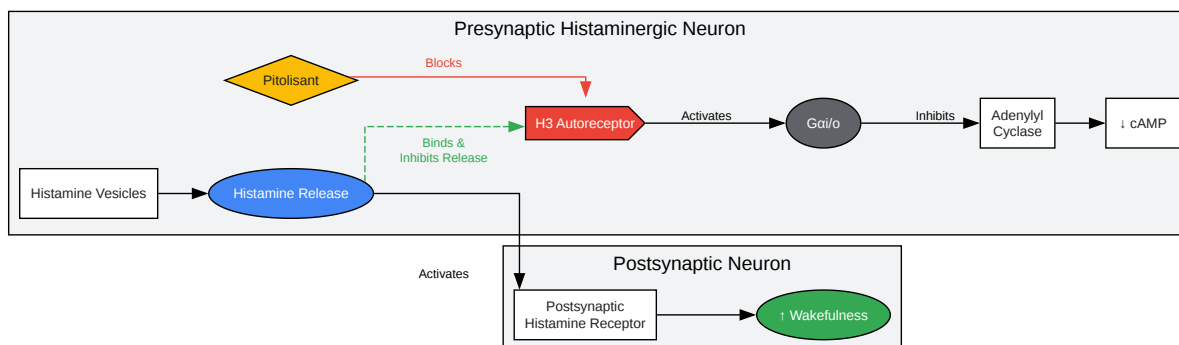 Presynaptic Histaminergic Neuron
Pitolisant
Blocks
H3 Autoreceptor
Activates
Gαi/o
Inhibits
Adenylyl
Cyclase
↓ cAMP
Binds &
Inhibits Release
Histamine Vesicles
Histamine Release
Activates
Postsynaptic Neuron
Postsynaptic
Histamine Receptor
↑ Wakefulness